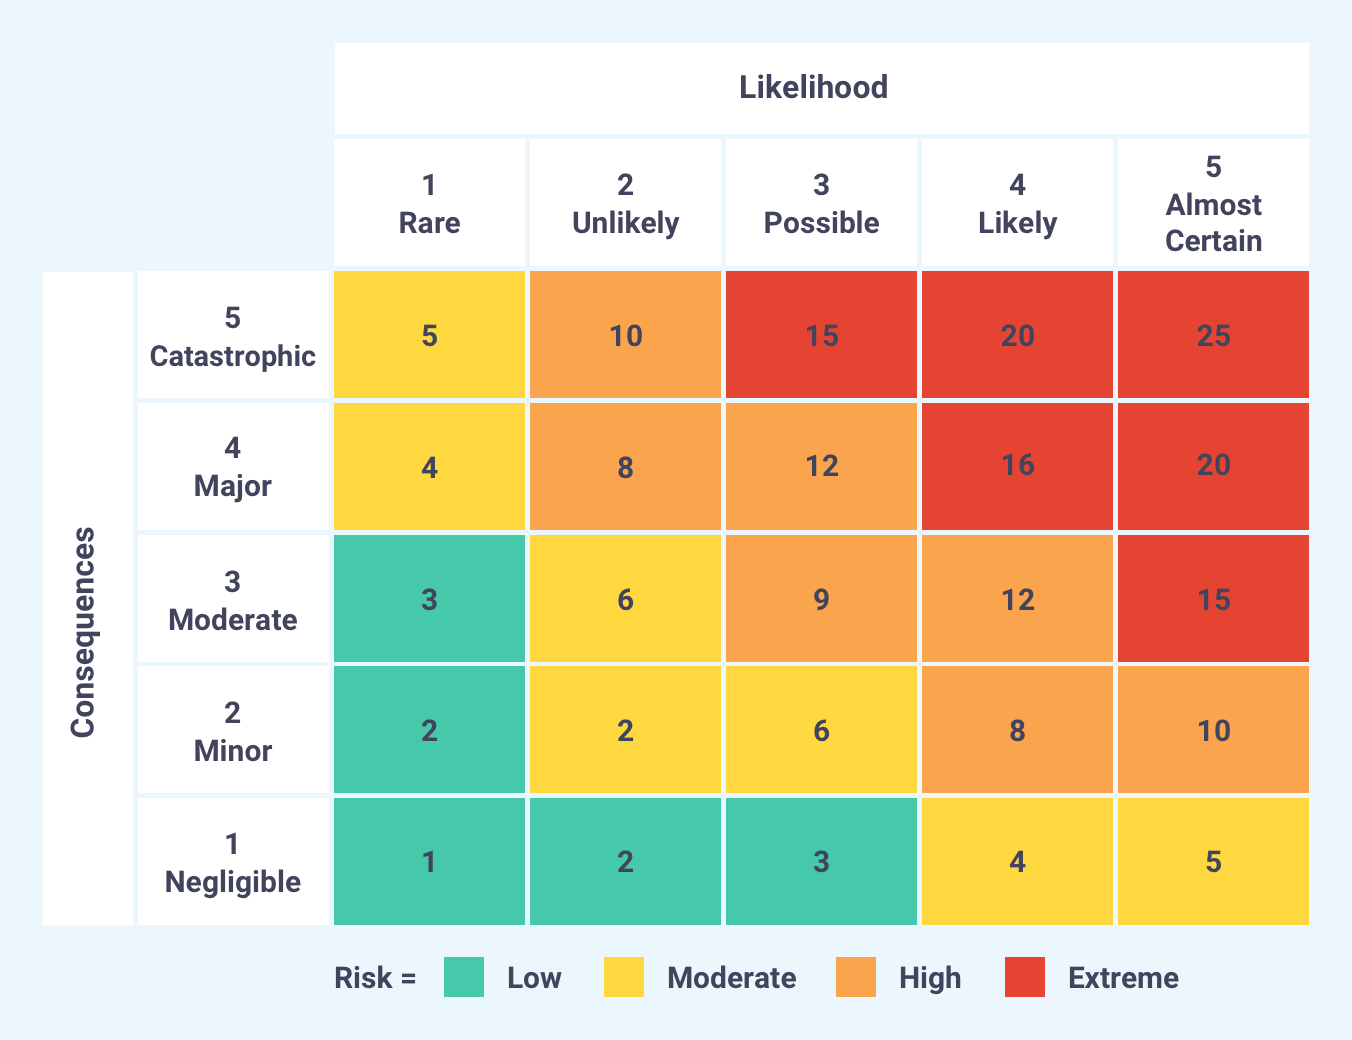 Likelihood
1
Rare
2
Unlikely
3
Possible
4
Likely
5
Almost
Certain
Consequences
5
Catastrophic
5
10
15
20
25
4
Major
4
8
12
16
20
3
Moderate
3
6
9
12
15
2
Minor
2
2
6
8
10
1
Negligible
1
2
3
4
5
Risk =
Low
Moderate
High
Extreme